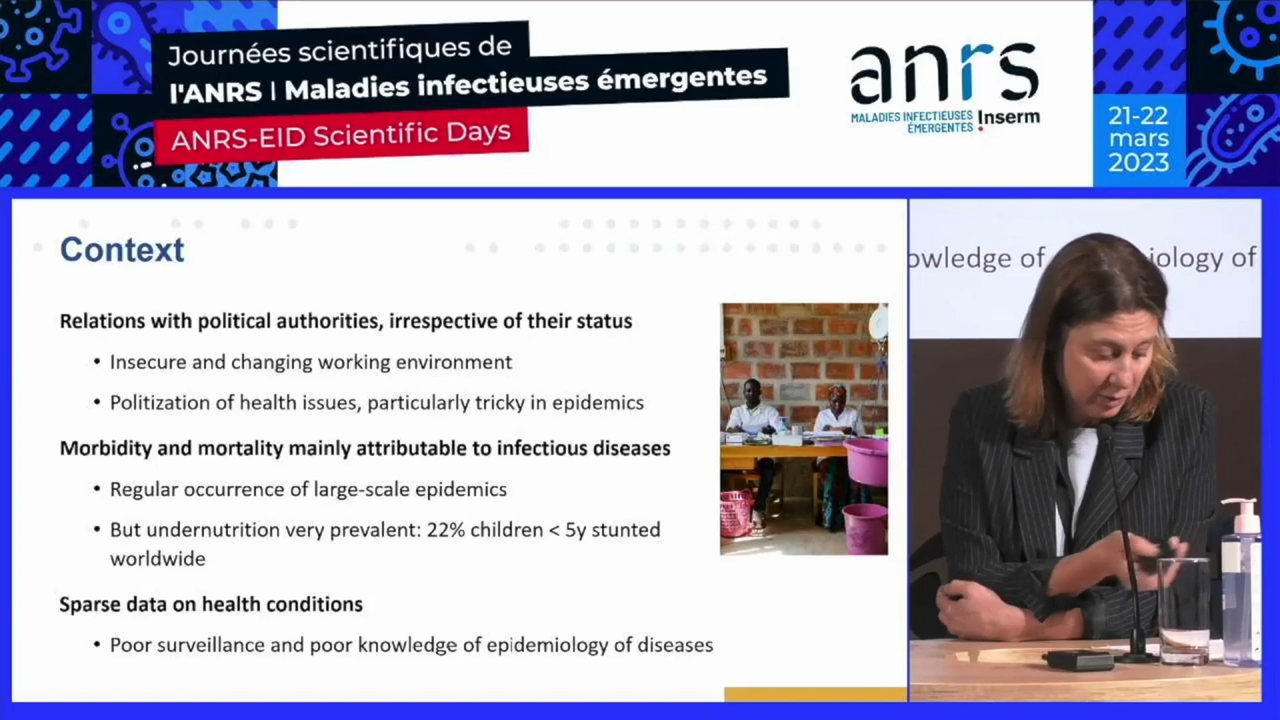 Journées scientifiques de
l'ANRS | Maladies infectieuses émergentes
ANRS-EID Scientific Days
anrs
MALADIES INFECTIEUSES
ÉMERGENTES
Inserm
21-22
mars
2023
Context
Relations with political authorities, irrespective of their status
• Insecure and changing working environment
• Politization of health issues, particularly tricky in epidemics
Morbidity and mortality mainly attributable to infectious diseases
• Regular occurrence of large-scale epidemics
• But undernutrition very prevalent: 22% children < 5y stunted
worldwide
Sparse data on health conditions
• Poor surveillance and poor knowledge of epidemiology of diseases
owledge of iology of